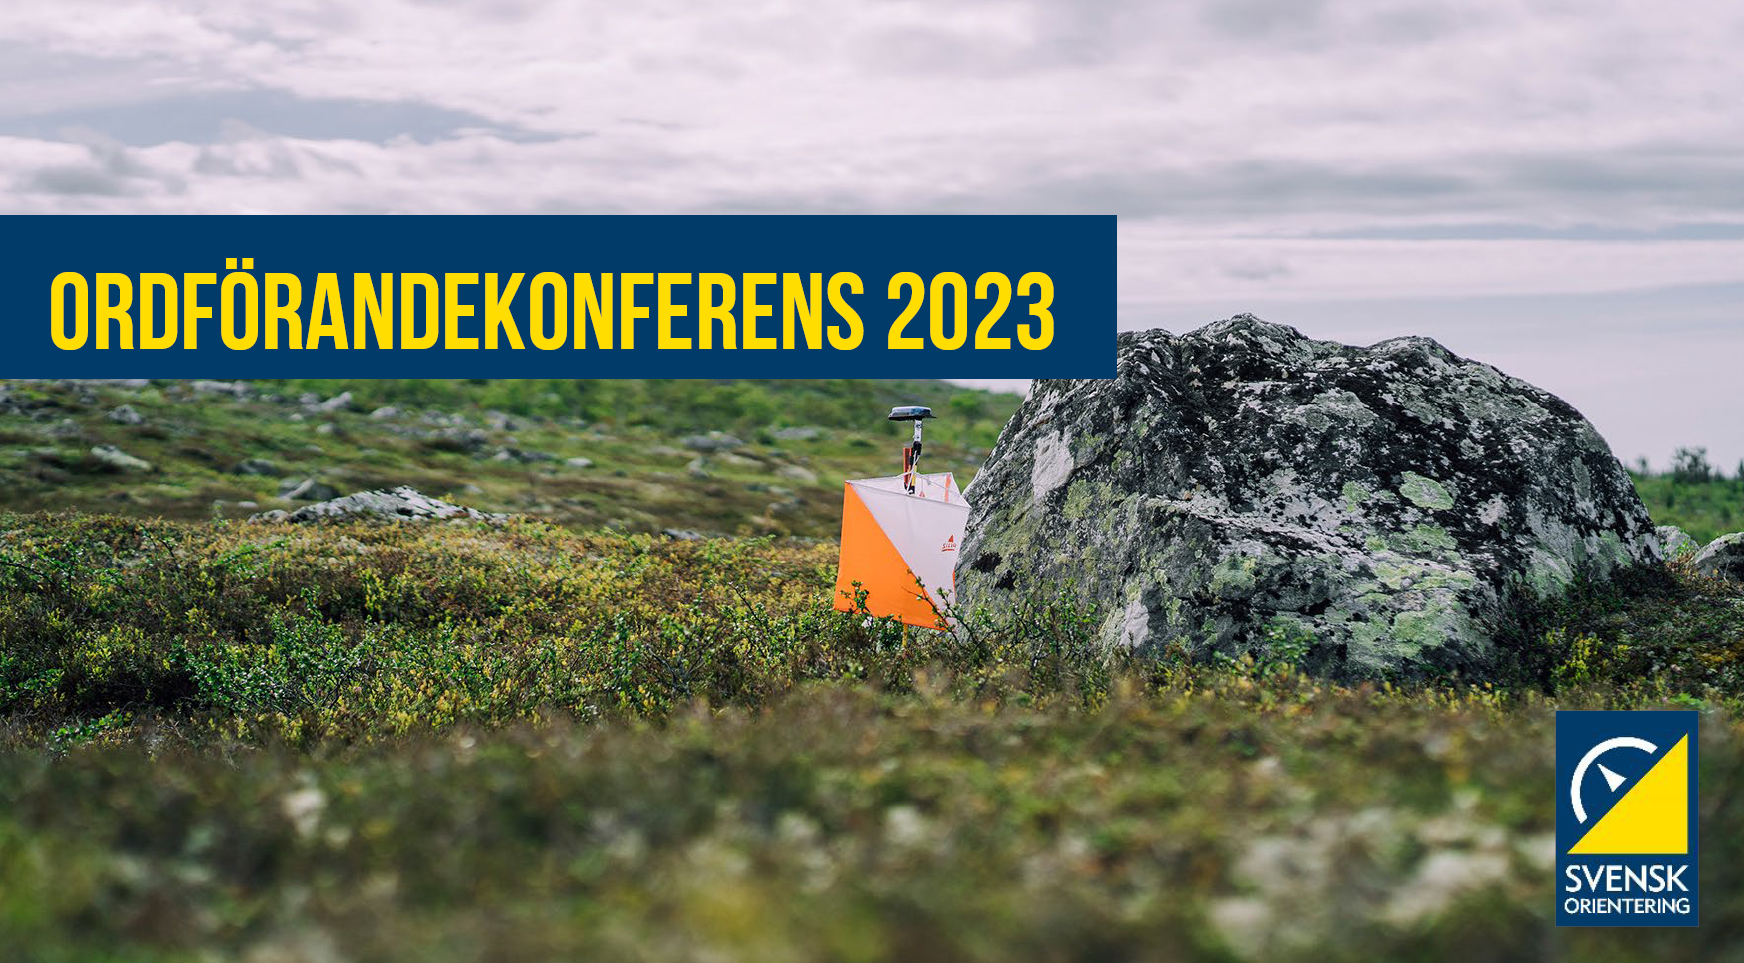 ORDFÖRANDEKONFERENS 2023
SVENSK
ORIENTERING